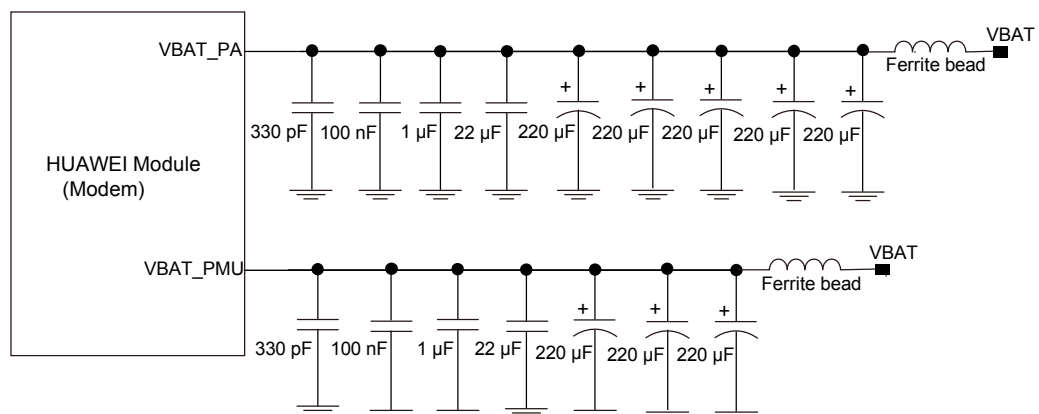 VBAT_PA
VBAT
Ferrite bead
+ + + + +
330 pF 100 nF 1 µF 22 µF 220 µF 220 µF 220 µF 220 µF 220 µF
HUAWEI Module
(Modem)
VBAT_PMU
VBAT
Ferrite bead
+ + +
330 pF 100 nF 1 µF 22 µF 220 µF 220 µF 220 µF